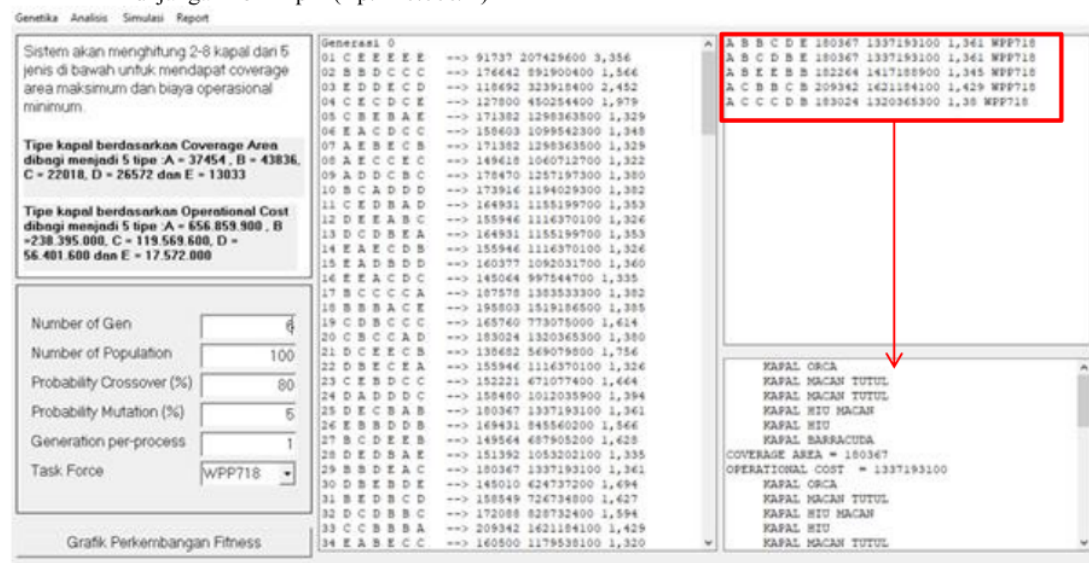 Genetika Analisis Simulasi Report
Sistem akan menghitung 2-8 kapal dari 5
jenis di bawah untuk mendapat coverage
area maksimum dan biaya operasional
minimum.
Tipe kapal berdasarkan Coverage Area
dibagi menjadi 5 tipe :A = 37454 , B = 43836,
C = 22018, D = 26572 dan E = 13033
Tipe kapal berdasarkan Operational Cost
dibagi menjadi 5 tipe :A = 656.859.900 , B
=238.395.000, C = 119.569.600, D =
56.401.600 dan E = 17.572.000
Number of Gen 6
Number of Population 100
Probability Crossover (%) 80
Probability Mutation (%) 5
Generation per-process 1
Task Force WPP718
Grafik Perkembangan Fitness
Generasi 0
01 C E E E E E --> 91737 207429600 3,356
02 B B D C C C --> 176642 891900400 1,566
03 E D D E C D --> 118692 323918400 2,452
04 C E C D C E --> 127800 450254400 1,979
05 C B E B A E --> 171382 1298363500 1,329
06 E A C D C C --> 158603 1099542300 1,348
07 A E B E C B --> 171382 1298363500 1,329
08 A E C C E C --> 149618 1060712700 1,322
09 A D D C B C --> 178470 1257197300 1,380
10 B C A D D D --> 173916 1194029300 1,382
11 C E D B A D --> 164931 1155199700 1,353
12 D E E A B C --> 155946 1116370100 1,326
13 D C D B E A --> 164931 1155199700 1,353
14 E A E C D B --> 155946 1116370100 1,326
15 E A D B D D --> 160377 1092031700 1,360
16 E E A C D C --> 145064 997544700 1,335
17 B C C C C A --> 187578 1383533300 1,382
18 B B B A C E --> 195803 1519186500 1,385
19 C D B C C C --> 165760 773075000 1,614
20 C B C C A D --> 183024 1320365300 1,380
21 D C E E C B --> 138682 569079800 1,756
22 D B E C E A --> 155946 1116370100 1,326
23 C E B D C C --> 152221 671077400 1,664
24 D A D D D C --> 158480 1012035900 1,394
25 D E C B A B --> 180367 1337193100 1,361
26 E B B D D B --> 169431 845560200 1,566
27 B C D E E B --> 149564 687905200 1,628
28 D E D B A E --> 151392 1053202100 1,335
29 B B D E A C --> 180367 1337193100 1,361
30 D B E B D E --> 145010 624737200 1,694
31 B E D B C D --> 158549 726734800 1,627
32 D C D B B C --> 172088 828732400 1,594
33 C C B B B A --> 209342 1621184100 1,429
34 E A B E C C --> 160500 1179538100 1,320
A B B C D E 180367 1337193100 1,361 WPP718
A B C D B E 180367 1337193100 1,361 WPP718
A B E E B B 182264 1417188900 1,345 WPP718
A C B B C B 209342 1621184100 1,429 WPP718
A C C C D B 183024 1320365300 1,38 WPP718
KAPAL ORCA
KAPAL MACAN TUTUL
KAPAL MACAN TUTUL
KAPAL HIU MACAN
KAPAL HIU
KAPAL BARRACUDA
COVERAGE AREA = 180367
OPERATIONAL COST = 1337193100
KAPAL ORCA
KAPAL MACAN TUTUL
KAPAL HIU MACAN
KAPAL HIU
KAPAL MACAN TUTUL